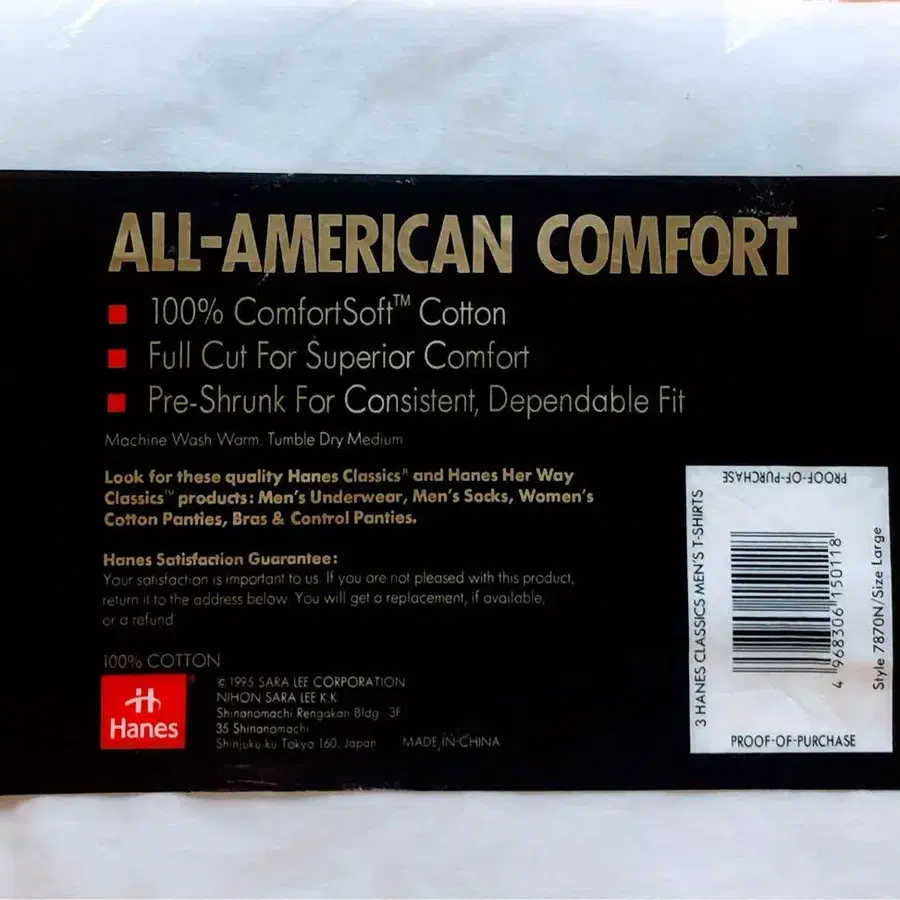 ALL-AMERICAN COMFORT
100% ComfortSoft™ Cotton
Full Cut For Superior Comfort
Pre-Shrunk For Consistent, Dependable Fit
Machine Wash Warm. Tumble Dry Medium
Look for these quality Hanes Classics® and Hanes Her Way
Classics™ products: Men's Underwear, Men's Socks, Women's
Cotton Panties, Bras & Control Panties.
Hanes Satisfaction Guarantee:
Your satisfaction is important to us. If you are not pleased with this product,
return it to the address below. You will get a replacement, if available,
or a refund
100% COTTON
Hanes®
© 1995 SARA LEE CORPORATION
NIHON SARA LEE K.K
Shinanomachi Rengakan Bldg 3F
35 Shinanomachi
Shinjuku-ku Tokyo 160, Japan MADE IN CHINA
PROOF-OF-PURCHASE
3 HANES CLASSICS MEN'S T-SHIRTS
4 968306 150118
Style 7870N/Size Large
PROOF-OF-PURCHASE